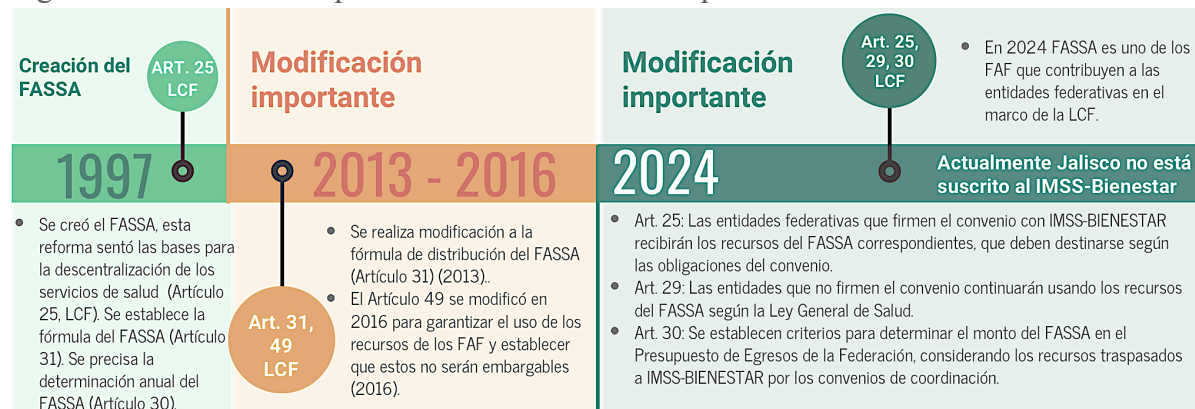 Creación del
FASSA
ART. 25
LCF
1997
Se creó el FASSA, esta
reforma sentó las bases para
la descentralización de los
servicios de salud (Artículo
25, LCF). Se establece la
fórmula del FASSA (Artículo
31). Se precisa la
determinación anual del
FASSA (Artículo 30).
Modificación
importante
2013 - 2016
Art. 31,
49
LCF
Se realiza modificación a la
fórmula de distribución del FASSA
(Artículo 31) (2013)..
El Artículo 49 se modificó en
2016 para garantizar el uso de los
recursos de los FAF y establecer
que estos no serán embargables
(2016).
Modificación
importante
Art. 25,
29, 30
LCF
En 2024 FASSA es uno de los
FAF que contribuyen a las
entidades federativas en el
marco de la LCF.
2024
Actualmente Jalisco no está
suscrito al IMSS-Bienestar
Art. 25: Las entidades federativas que firmen el convenio con IMSS-BIENESTAR
recibirán los recursos del FASSA correspondientes, que deben destinarse según
las obligaciones del convenio.
Art. 29: Las entidades que no firmen el convenio continuarán usando los recursos
del FASSA según la Ley General de Salud.
Art. 30: Se establecen criterios para determinar el monto del FASSA en el
Presupuesto de Egresos de la Federación, considerando los recursos traspasados
a IMSS-BIENESTAR por los convenios de coordinación.